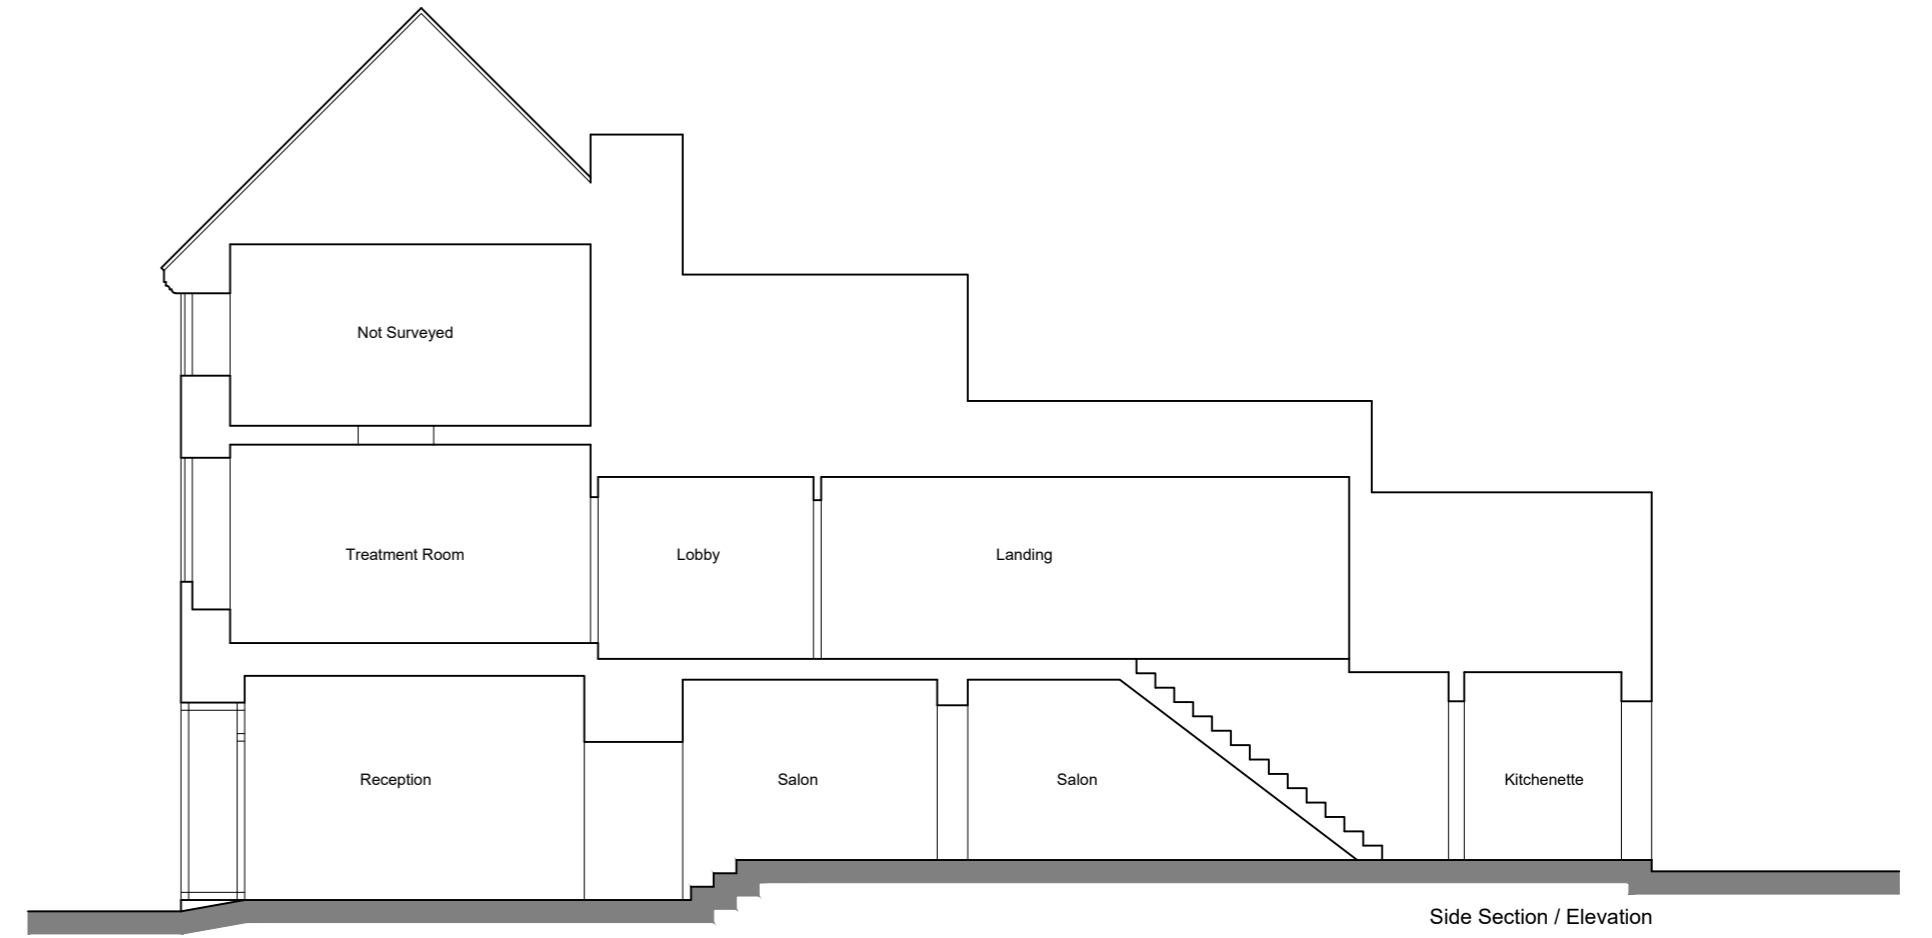 Not Surveyed
Treatment Room
Lobby
Landing
Reception
Salon
Salon
Kitchenette
Side Section / Elevation